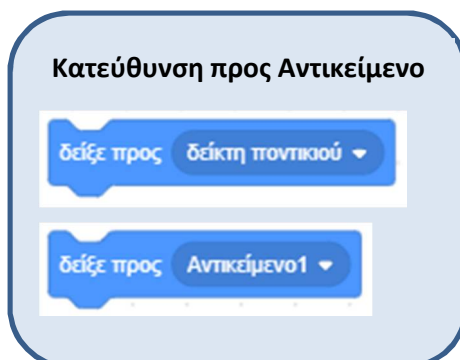 Κατεύθυνση προς Αντικείμενο
δείξε προς δείκτη ποντικιού
δείξε προς Αντικείμενο1